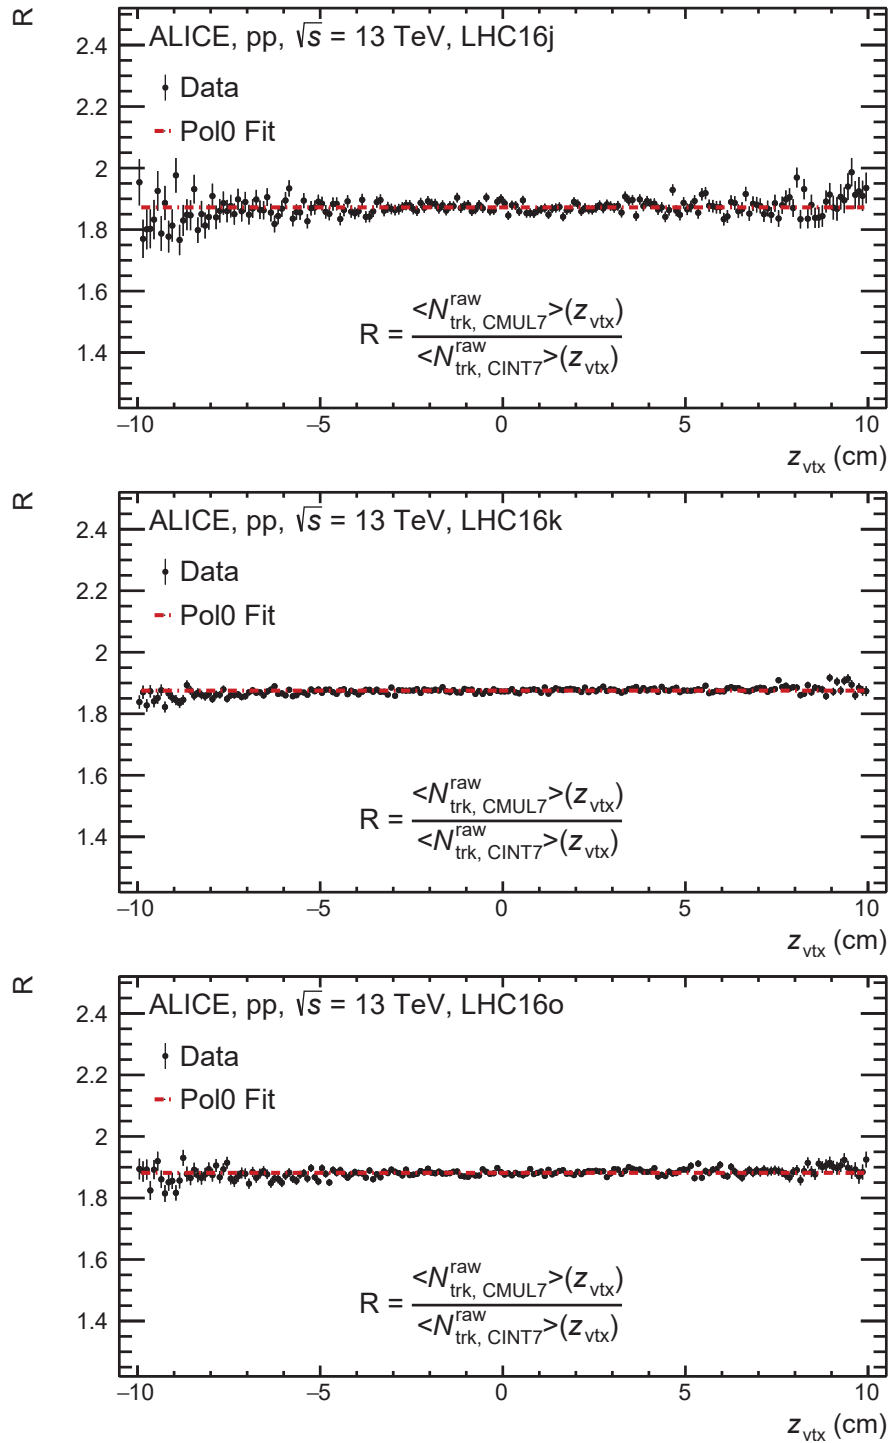 R
ALICE, pp, √s = 13 TeV, LHC16j
Data
Pol0 Fit
2.4
2.2
2
1.8
1.6
1.4
R = <N^raw_trk, CMUL7>(z_vtx) / <N^raw_trk, CINT7>(z_vtx)
−10
−5
0
5
10
z_vtx (cm)
R
ALICE, pp, √s = 13 TeV, LHC16k
Data
Pol0 Fit
2.4
2.2
2
1.8
1.6
1.4
R = <N^raw_trk, CMUL7>(z_vtx) / <N^raw_trk, CINT7>(z_vtx)
−10
−5
0
5
10
z_vtx (cm)
R
ALICE, pp, √s = 13 TeV, LHC16o
Data
Pol0 Fit
2.4
2.2
2
1.8
1.6
1.4
R = <N^raw_trk, CMUL7>(z_vtx) / <N^raw_trk, CINT7>(z_vtx)
−10
−5
0
5
10
z_vtx (cm)